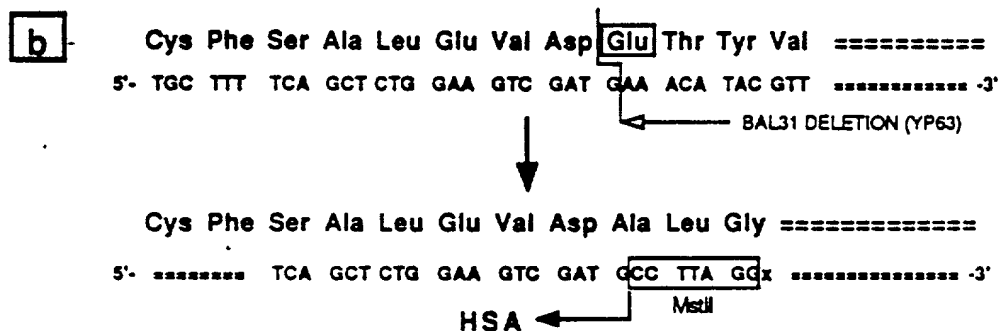 b
Cys Phe Ser Ala Leu Glu Val Asp Glu Thr Tyr Val ==========
5'- TGC TTT TCA GCT CTG GAA GTC GAT GAA ACA TAC GTT ============ -3'
BAL31 DELETION (YP63)
Cys Phe Ser Ala Leu Glu Val Asp Ala Leu Gly =============
5'- ======== TCA GCT CTG GAA GTC GAT GCC TTA GGx ============== -3'
MstII
HSA